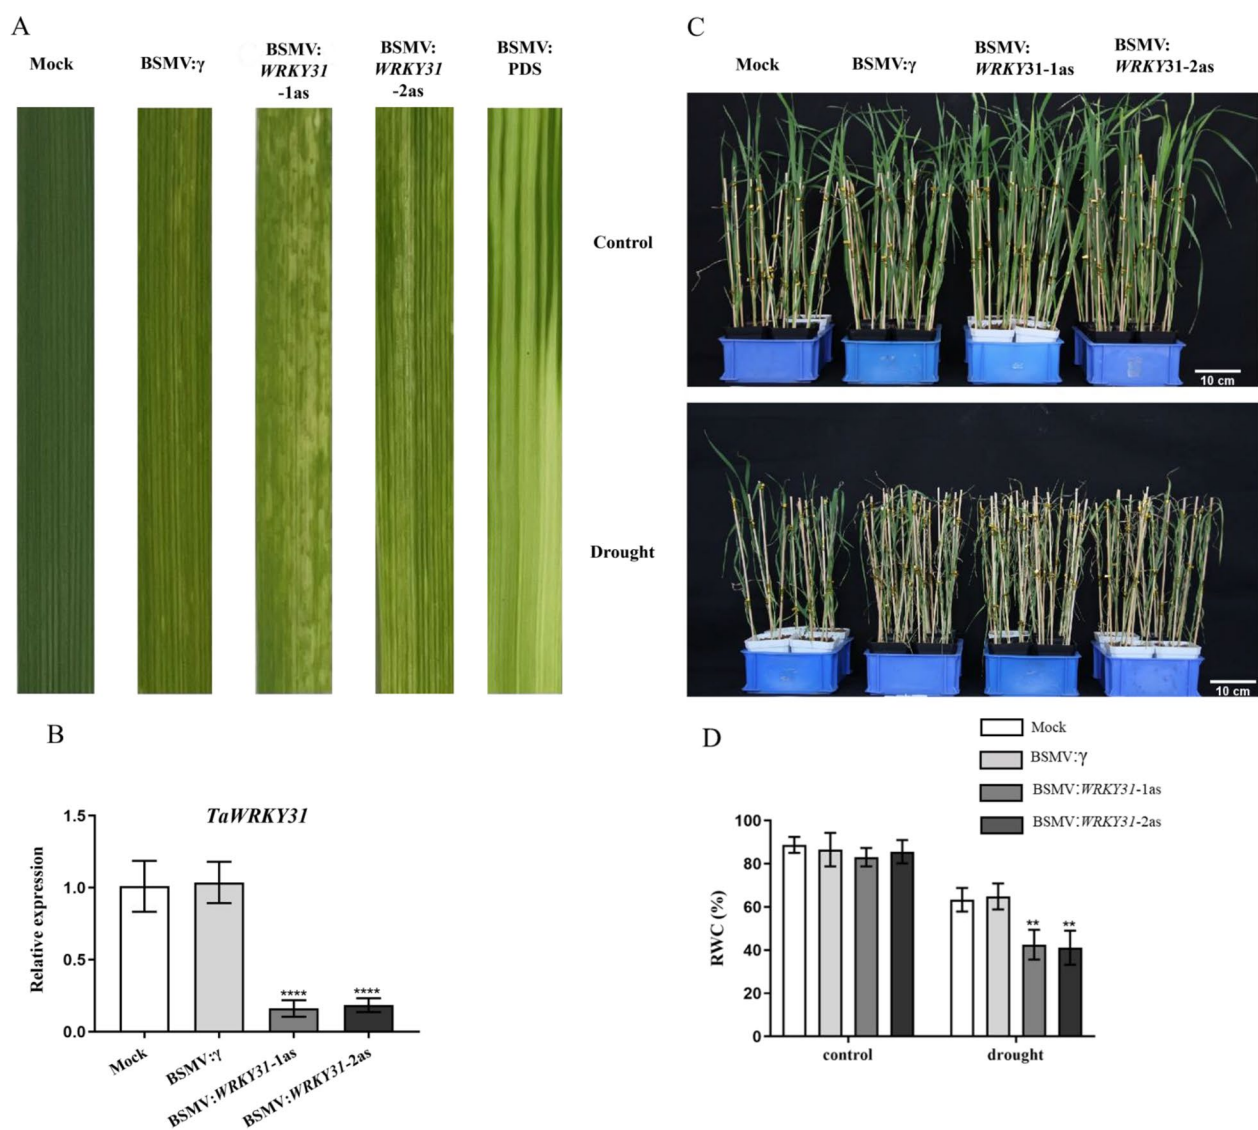 A
Mock
BSMV:γ
BSMV:
WRKY31
-1as
BSMV:
WRKY31
-2as
BSMV:
PDS
C
Mock
BSMV:γ
BSMV:
WRKY31-1as
BSMV:
WRKY31-2as
Control
10 cm
Drought
10 cm
B
TaWRKY31
Relative expression
1.5
1.0
0.5
0.0
****
****
Mock
BSMV:γ
BSMV:WRKY31-1as
BSMV:WRKY31-2as
D
Mock
BSMV:γ
BSMV:WRKY31-1as
BSMV:WRKY31-2as
RWC (%)
100
80
60
40
20
0
**
**
control
drought